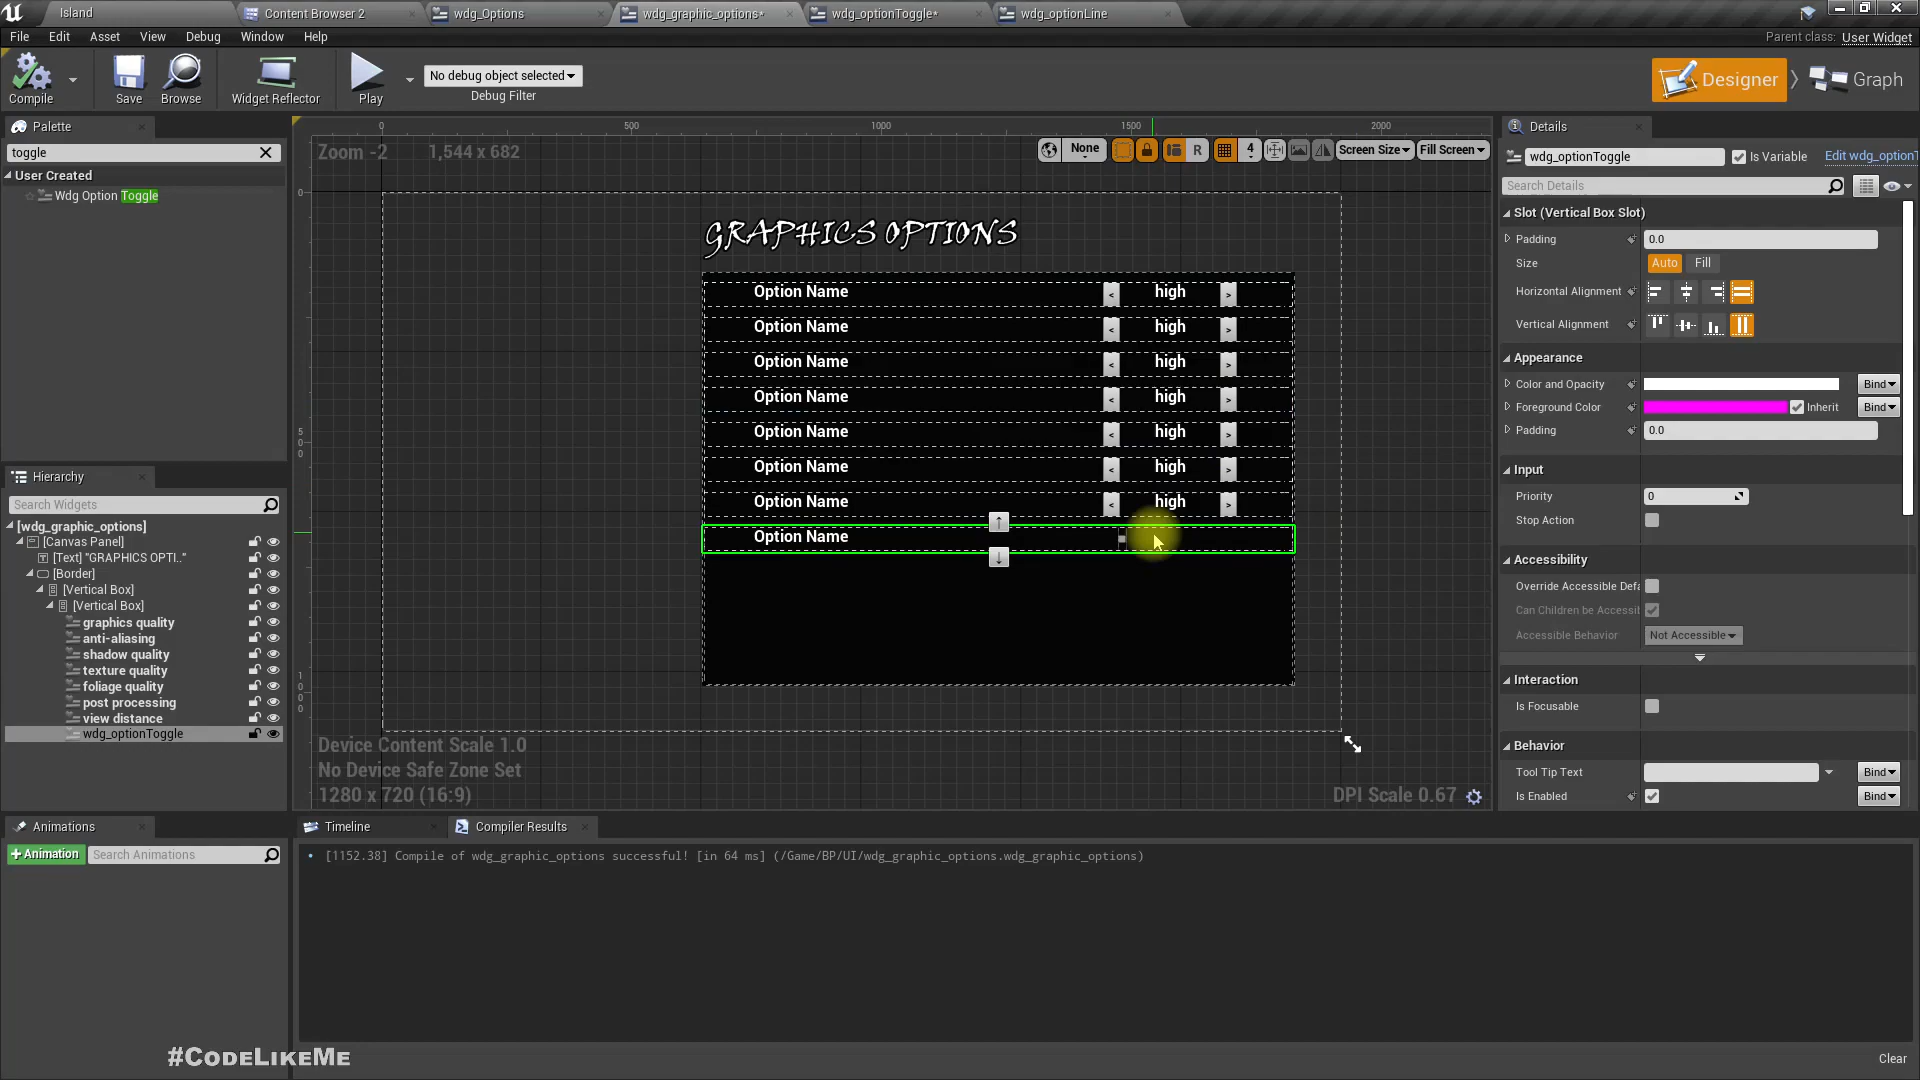 Island
Content Browser 2
wdg_Options
wdg_graphic_options*
wdg_optionToggle*
wdg_optionLine
File
Edit
Asset
View
Debug
Window
Help
Parent class:
User Widget
Compile
Save
Browse
Widget Reflector
Play
No debug object selected
Debug Filter
Designer
Graph
Palette
toggle
User Created
Wdg Option Toggle
Hierarchy
Search Widgets
[wdg_graphic_options]
[Canvas Panel]
[Text] "GRAPHICS OPTI.."
[Border]
[Vertical Box]
[Vertical Box]
graphics quality
anti-aliasing
shadow quality
texture quality
foliage quality
post processing
view distance
wdg_optionToggle
Animations
+Animation
Search Animations
0
500
1000
1500
2000
Zoom -2
1,544 x 682
None
R
4
Screen Size
Fill Screen
0
500
1000
GRAPHICS OPTIONS
Option Name < high >
Option Name < high >
Option Name < high >
Option Name < high >
Option Name < high >
Option Name < high >
Option Name < high >
Option Name
Device Content Scale 1.0
No Device Safe Zone Set
1280 x 720 (16:9)
DPI Scale 0.67
Timeline
Compiler Results
[1152.38] Compile of wdg_graphic_options successful! [in 64 ms] (/Game/BP/UI/wdg_graphic_options.wdg_graphic_options)
Clear
Details
wdg_optionToggle
Is Variable
Edit wdg_optionT
Search Details
Slot (Vertical Box Slot)
Padding
0.0
Size
Auto
Fill
Horizontal Alignment
Vertical Alignment
Appearance
Color and Opacity
Bind
Foreground Color
Inherit
Bind
Padding
0.0
Input
Priority
0
Stop Action
Accessibility
Override Accessible Defa
Can Children be Accessib
Accessible Behavior
Not Accessible
Interaction
Is Focusable
Behavior
Tool Tip Text
Bind
Is Enabled
Bind
#CodeLikeMe